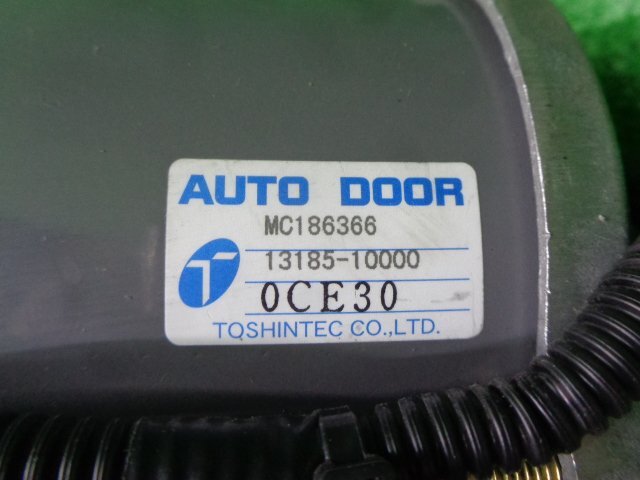 AUTO DOOR
MC186366
13185-10000
0CE30
TOSHINTEC CO.,LTD.